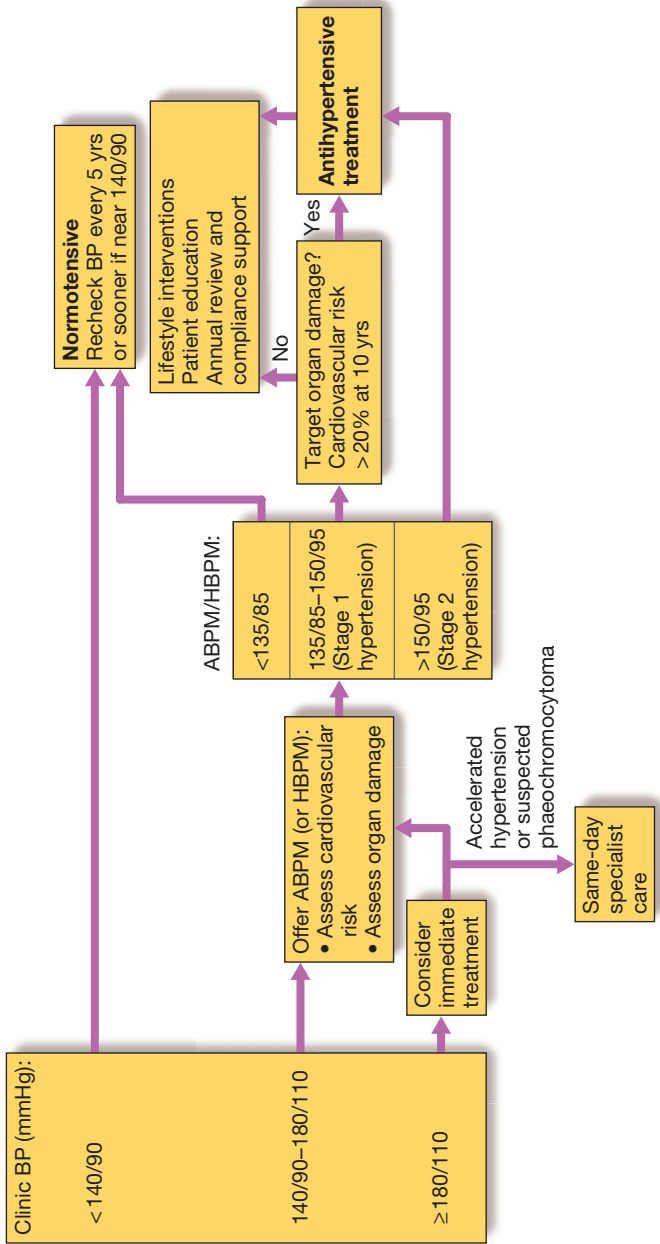 Clinic BP (mmHg):
<140/90
140/90–180/110
≥180/110
Consider
immediate
treatment
Offer ABPM (or HBPM):
• Assess cardiovascular
risk
• Assess organ damage
Accelerated
hypertension
or suspected
phaeochromocytoma
Same-day
specialist
care
ABPM/HBPM:
<135/85
135/85–150/95
(Stage 1
hypertension)
>150/95
(Stage 2
hypertension)
Normotensive
Recheck BP every 5 yrs
or sooner if near 140/90
Lifestyle interventions
Patient education
Annual review and
compliance support
No
Target organ damage?
Cardiovascular risk
>20% at 10 yrs
Yes
Antihypertensive
treatment